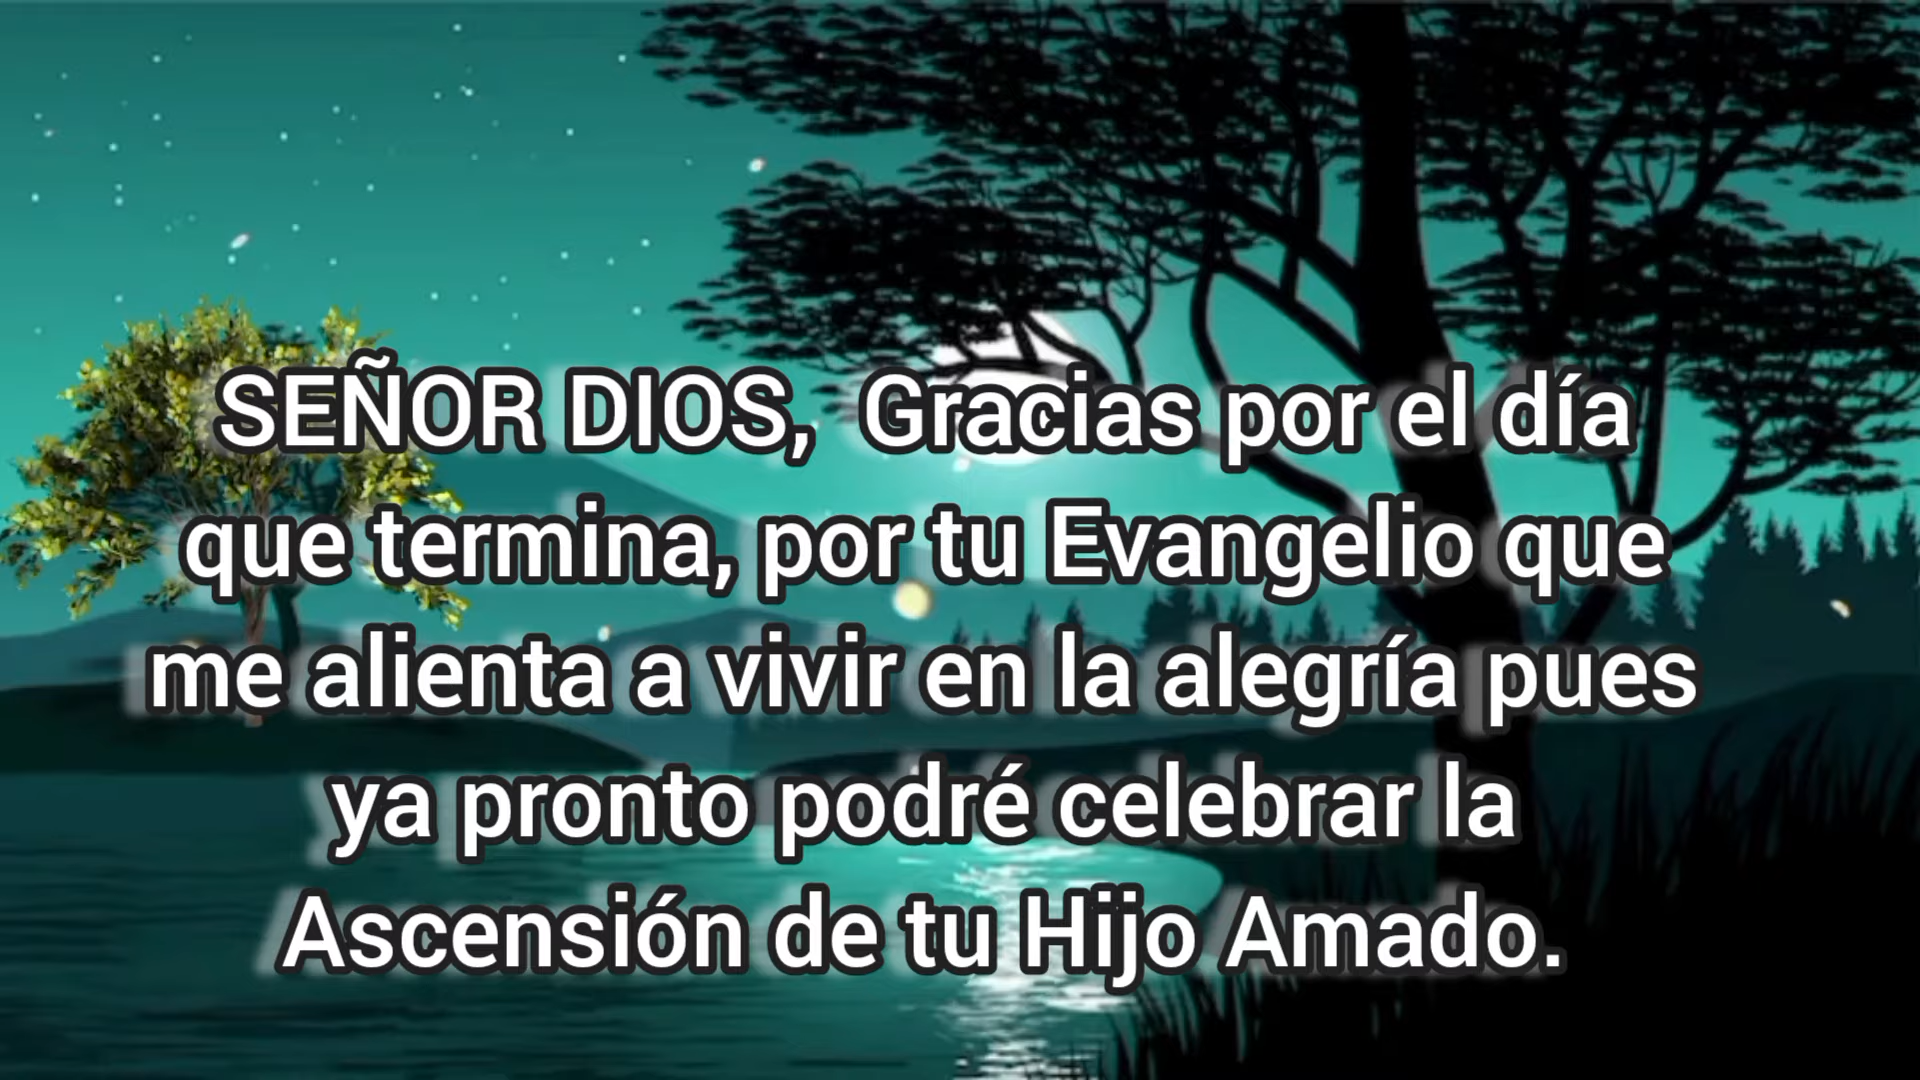 SEÑOR DIOS, Gracias por el día
que termina, por tu Evangelio que
me alienta a vivir en la alegría pues
ya pronto podré celebrar la
Ascensión de tu Hijo Amado.